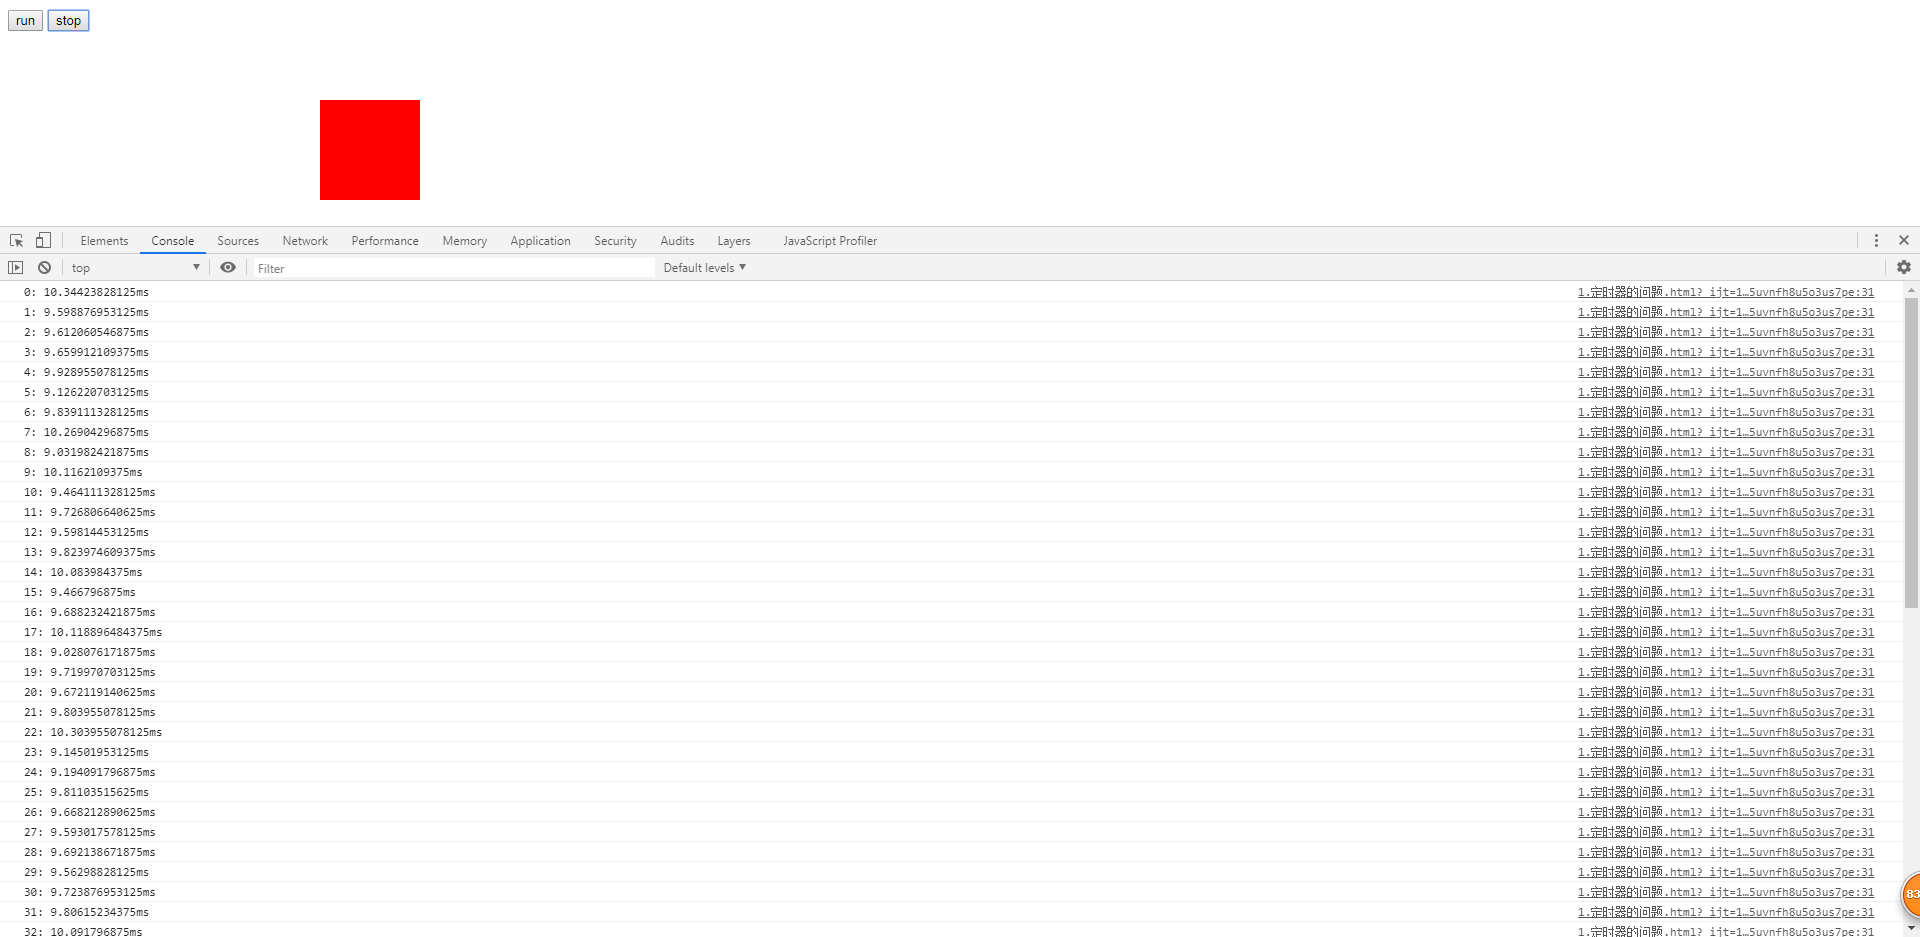 run stop
Elements Console Sources Network Performance Memory Application Security Audits Layers JavaScript Profiler
top Filter Default levels
0: 10.34423828125ms 1.定时器的问题.html?_ijt=1…5uvnfh8u5o3us7pe:31
1: 9.598876953125ms 1.定时器的问题.html?_ijt=1…5uvnfh8u5o3us7pe:31
2: 9.612060546875ms 1.定时器的问题.html?_ijt=1…5uvnfh8u5o3us7pe:31
3: 9.659912109375ms 1.定时器的问题.html?_ijt=1…5uvnfh8u5o3us7pe:31
4: 9.928955078125ms 1.定时器的问题.html?_ijt=1…5uvnfh8u5o3us7pe:31
5: 9.126220703125ms 1.定时器的问题.html?_ijt=1…5uvnfh8u5o3us7pe:31
6: 9.839111328125ms 1.定时器的问题.html?_ijt=1…5uvnfh8u5o3us7pe:31
7: 10.26904296875ms 1.定时器的问题.html?_ijt=1…5uvnfh8u5o3us7pe:31
8: 9.031982421875ms 1.定时器的问题.html?_ijt=1…5uvnfh8u5o3us7pe:31
9: 10.1162109375ms 1.定时器的问题.html?_ijt=1…5uvnfh8u5o3us7pe:31
10: 9.464111328125ms 1.定时器的问题.html?_ijt=1…5uvnfh8u5o3us7pe:31
11: 9.726806640625ms 1.定时器的问题.html?_ijt=1…5uvnfh8u5o3us7pe:31
12: 9.59814453125ms 1.定时器的问题.html?_ijt=1…5uvnfh8u5o3us7pe:31
13: 9.823974609375ms 1.定时器的问题.html?_ijt=1…5uvnfh8u5o3us7pe:31
14: 10.083984375ms 1.定时器的问题.html?_ijt=1…5uvnfh8u5o3us7pe:31
15: 9.466796875ms 1.定时器的问题.html?_ijt=1…5uvnfh8u5o3us7pe:31
16: 9.688232421875ms 1.定时器的问题.html?_ijt=1…5uvnfh8u5o3us7pe:31
17: 10.118896484375ms 1.定时器的问题.html?_ijt=1…5uvnfh8u5o3us7pe:31
18: 9.028076171875ms 1.定时器的问题.html?_ijt=1…5uvnfh8u5o3us7pe:31
19: 9.719970703125ms 1.定时器的问题.html?_ijt=1…5uvnfh8u5o3us7pe:31
20: 9.672119140625ms 1.定时器的问题.html?_ijt=1…5uvnfh8u5o3us7pe:31
21: 9.803955078125ms 1.定时器的问题.html?_ijt=1…5uvnfh8u5o3us7pe:31
22: 10.303955078125ms 1.定时器的问题.html?_ijt=1…5uvnfh8u5o3us7pe:31
23: 9.14501953125ms 1.定时器的问题.html?_ijt=1…5uvnfh8u5o3us7pe:31
24: 9.194091796875ms 1.定时器的问题.html?_ijt=1…5uvnfh8u5o3us7pe:31
25: 9.81103515625ms 1.定时器的问题.html?_ijt=1…5uvnfh8u5o3us7pe:31
26: 9.668212890625ms 1.定时器的问题.html?_ijt=1…5uvnfh8u5o3us7pe:31
27: 9.593017578125ms 1.定时器的问题.html?_ijt=1…5uvnfh8u5o3us7pe:31
28: 9.692138671875ms 1.定时器的问题.html?_ijt=1…5uvnfh8u5o3us7pe:31
29: 9.56298828125ms 1.定时器的问题.html?_ijt=1…5uvnfh8u5o3us7pe:31
30: 9.723876953125ms 1.定时器的问题.html?_ijt=1…5uvnfh8u5o3us7pe:31
31: 9.80615234375ms 1.定时器的问题.html?_ijt=1…5uvnfh8u5o3us7pe:31
32: 10.091796875ms 1.定时器的问题.html?_ijt=1…5uvnfh8u5o3us7pe:31
83